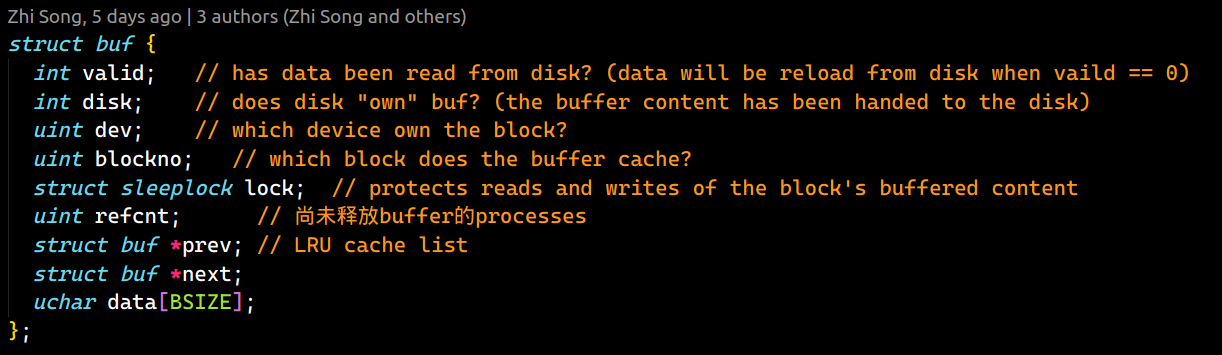 Zhi Song, 5 days ago | 3 authors (Zhi Song and others)
struct buf {
  int valid;   // has data been read from disk? (data will be reload from disk when vaild == 0)
  int disk;    // does disk "own" buf? (the buffer content has been handed to the disk)
  uint dev;    // which device own the block?
  uint blockno;   // which block does the buffer cache?
  struct sleeplock lock;  // protects reads and writes of the block's buffered content
  uint refcnt;      // 尚未释放buffer的processes
  struct buf *prev; // LRU cache list
  struct buf *next;
  uchar data[BSIZE];
};